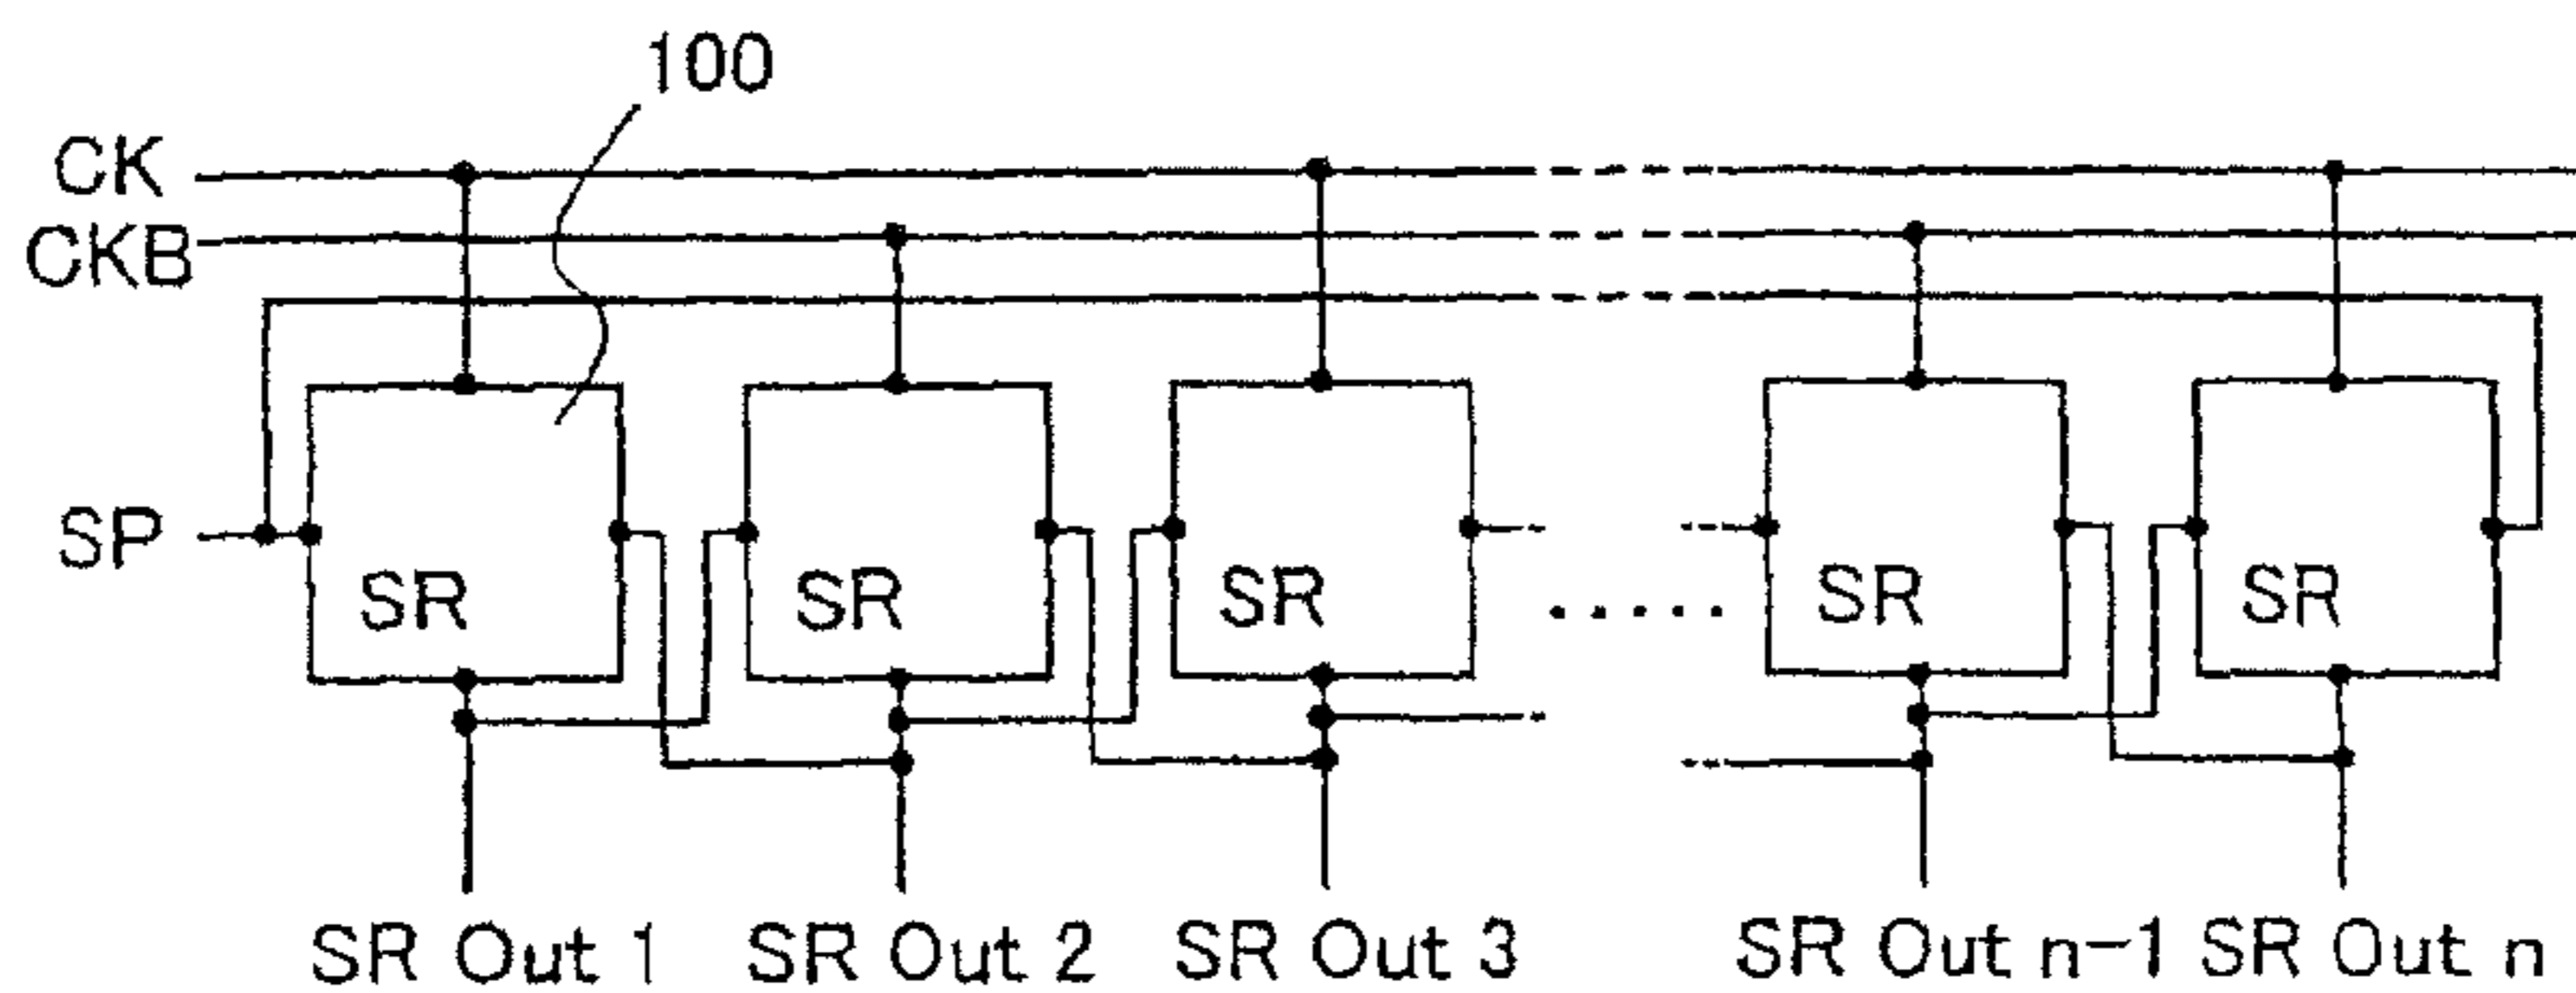 100
CK
CKB
SP
SR SR SR SR SR
SR Out 1 SR Out 2 SR Out 3 SR Out n-1 SR Out n